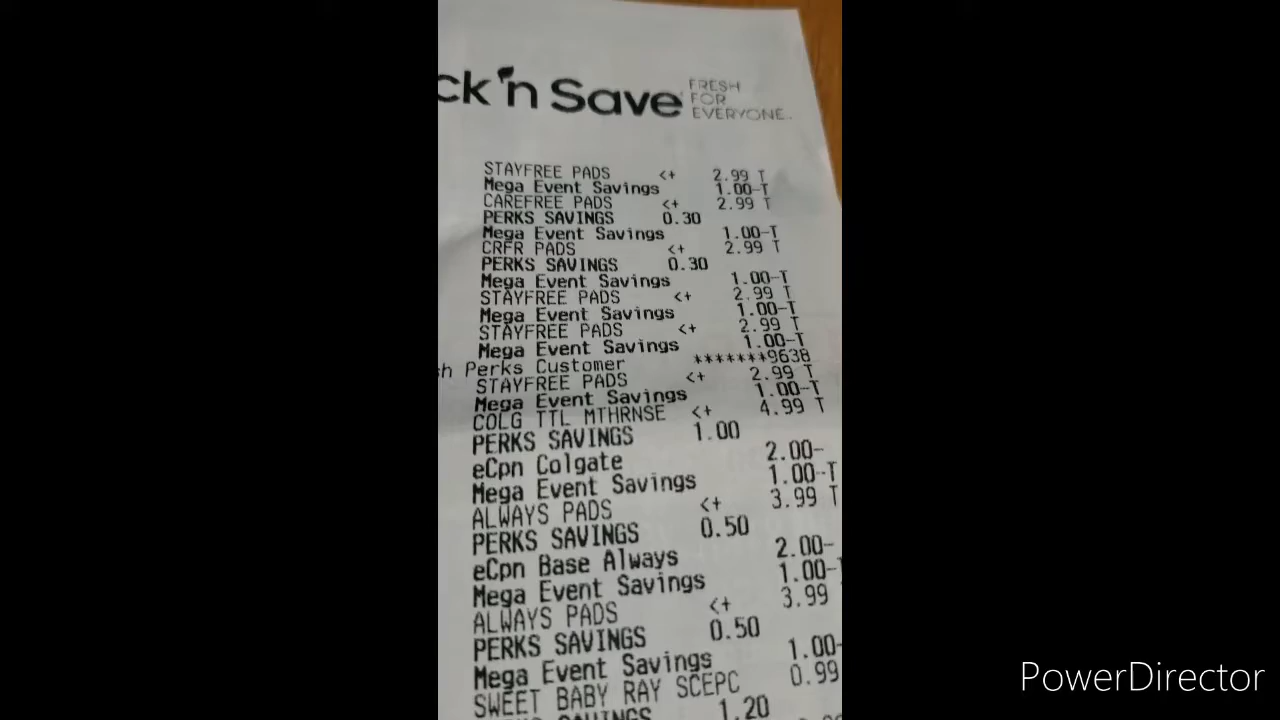 ck'n Save FRESH
FOR
EVERYONE..
STAYFREE PADS <+ 2.99 T
Mega Event Savings 1.00-T
CAREFREE PADS <+ 2.99 T
PERKS SAVINGS 0.30
Mega Event Savings 1.00-T
CRFR PADS <+ 2.99 T
PERKS SAVINGS 0.30
Mega Event Savings 1.00-T
STAYFREE PADS <+ 2.99 T
Mega Event Savings 1.00-T
STAYFREE PADS <+ 2.99 T
Mega Event Savings 1.00-T
sh Perks Customer *******9638
STAYFREE PADS <+ 2.99 T
Mega Event Savings 1.00-T
COLG TTL MTHRNSE <+ 4.99 T
PERKS SAVINGS 1.00
eCpn Colgate 2.00-
Mega Event Savings 1.00-T
ALWAYS PADS <+ 3.99 T
PERKS SAVINGS 0.50
eCpn Base Always 2.00-
Mega Event Savings 1.00-
ALWAYS PADS <+ 3.99
PERKS SAVINGS 0.50
Mega Event Savings 1.00-
SWEET BABY RAY SCEPC 0.99
SAVINGS 1.20
PowerDirector